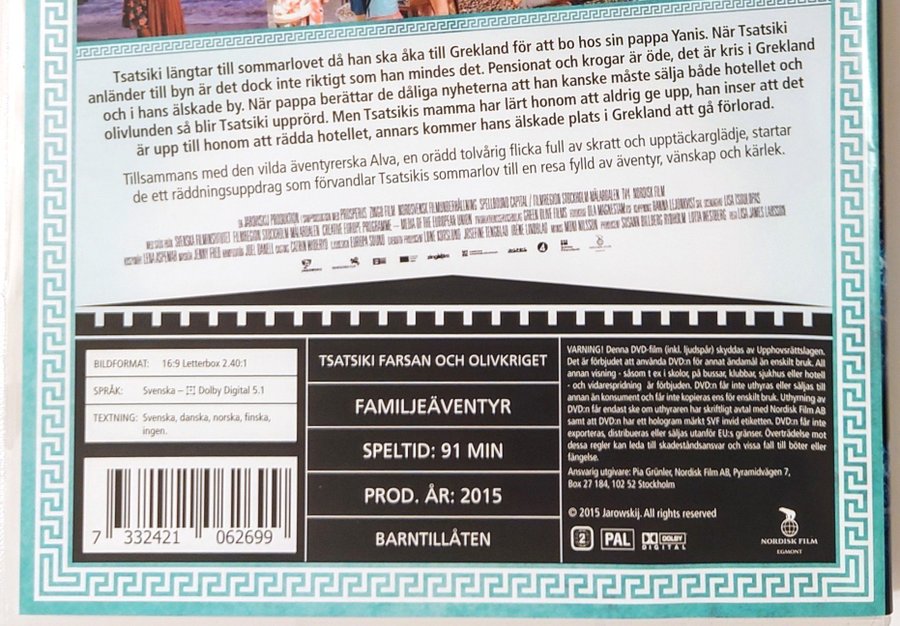 Tsatsiki längtar till sommarlovet då han ska åka till Grekland för att bo hos sin pappa Yanis. När Tsatsiki
anländer till byn är det dock inte riktigt som han mindes det. Pensionat och krogar är öde, det är kris i Grekland
och i hans älskade by. När pappa berättar de dåliga nyheterna att han kanske måste sälja både hotellet och
olivlunden så blir Tsatsiki upprörd. Men Tsatsikis mamma har lärt honom att aldrig ge upp, han inser att det
är upp till honom att rädda hotellet, annars kommer hans älskade plats i Grekland att gå förlorad.
Tillsammans med den vilda äventyrerska Alva, en orädd tolvårig flicka full av skratt och upptäckarglädje, startar
de ett räddningsuppdrag som förvandlar Tsatsikis sommarlov till en resa fylld av äventyr, vänskap och kärlek.
BILDFORMAT: 16:9 Letterbox 2.40:1
SPRÅK: Svenska – Dolby Digital 5.1
TEXTNING: Svenska, danska, norska, finska,
ingen.
7 332421 062699
TSATSIKI FARSAN OCH OLIVKRIGET
FAMILJEÄVENTYR
SPELTID: 91 MIN
PROD. ÅR: 2015
BARNTILLÅTEN
VARNING! Denna DVD-film (inkl. ljudspår) skyddas av Upphovsrättslagen.
Det är förbjudet att använda DVD:n för annat ändamål än enskilt bruk. All
annan visning - såsom t ex i skolor, på bussar, klubbar, sjukhus eller hotell
- och vidarespridning är förbjuden. DVD:n får inte uthyras eller säljas till
annan än konsument och får inte kopieras ens för enskilt bruk. Uthyrning av
DVD:n får endast ske om uthyraren har skriftligt avtal med Nordisk Film AB
samt att DVD:n har ett hologram märkt SVF invid etiketten. DVD:n får inte
exporteras, distribueras eller säljas utanför EU:s gränser. Överträdelse mot
dessa regler kan leda till skadeståndsansvar och vissa fall till böter eller
fängelse.
Ansvarig utgivare: Pia Grünler, Nordisk Film AB, Pyramidvägen 7,
Box 27 184, 102 52 Stockholm
© 2015 Jarowskij. All rights reserved
2 PAL DOLBY
DIGITAL
NORDISK FILM
EGMONT